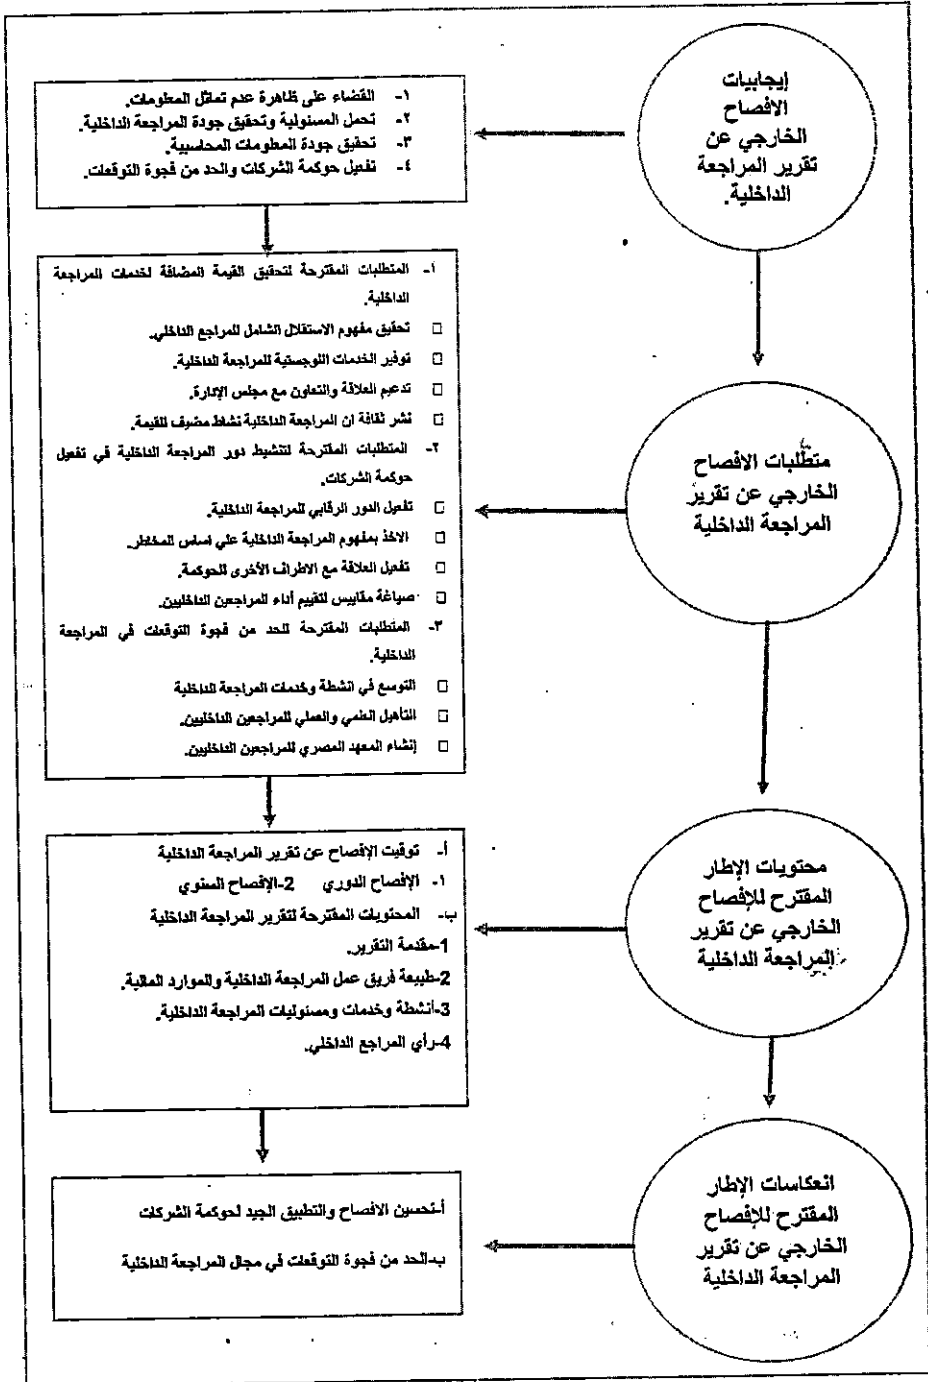 إيجابيات
الافصاح
الخارجي عن
تقرير المراجعة
الداخلية.
١- القضاء على ظاهرة عدم تماثل المعلومات.
٢- تحمل المسئولية وتحقيق جودة المراجعة الداخلية.
٣- تحقيق جودة المعلومات المحاسبية.
٤- تفعيل حوكمة الشركات والحد من فجوة التوقعات.
متطلبات الافصاح
الخارجي عن تقرير
المراجعة الداخلية
١- المتطلبات المقترحة لتحقيق القيمة المضافة لخدمات المراجعة
الداخلية.
□ تحقيق مفهوم الاستقلال الشامل للمراجع الداخلي.
□ توفير الخدمات اللوجستية للمراجعة الداخلية.
□ تدعيم العلاقة والتعاون مع مجلس الإدارة.
□ نشر ثقافة ان المراجعة الداخلية نشاط مضيف للقيمة.
٢- المتطلبات المقترحة لتنشيط دور المراجعة الداخلية في تفعيل
حوكمة الشركات.
□ تفعيل الدور الرقابي للمراجعة الداخلية.
□ الاخذ بمفهوم المراجعة الداخلية علي اساس المخاطر.
□ تفعيل العلاقة مع الاطراف الأخرى للحوكمة.
□ صياغة مقاييس لتقييم أداء المراجعين الداخليين.
٣- المتطلبات المقترحة للحد من فجوة التوقعات في المراجعة
الداخلية.
□ التوسع في انشطة وخدمات المراجعة الداخلية
□ التأهيل العلمي والعملي للمراجعين الداخليين.
□ إنشاء المعهد المصري للمراجعين الداخليين.
محتويات الإطار
المقترح للإفصاح
الخارجي عن تقرير
المراجعة الداخلية
أ- توقيت الإفصاح عن تقرير المراجعة الداخلية
١- الإفصاح الدوري 2-الإفصاح السنوي
ب- المحتويات المقترحة لتقرير المراجعة الداخلية
1-مقدمة التقرير.
2-طبيعة فريق عمل المراجعة الداخلية والموارد المالية.
3-أنشطة وخدمات ومسئوليات المراجعة الداخلية.
4-رأي المراجع الداخلي.
انعكاسات الإطار
المقترح للإفصاح
الخارجي عن تقرير
المراجعة الداخلية
أ-تحسين الافصاح والتطبيق الجيد لحوكمة الشركات
ب-الحد من فجوة التوقعات في مجال المراجعة الداخلية